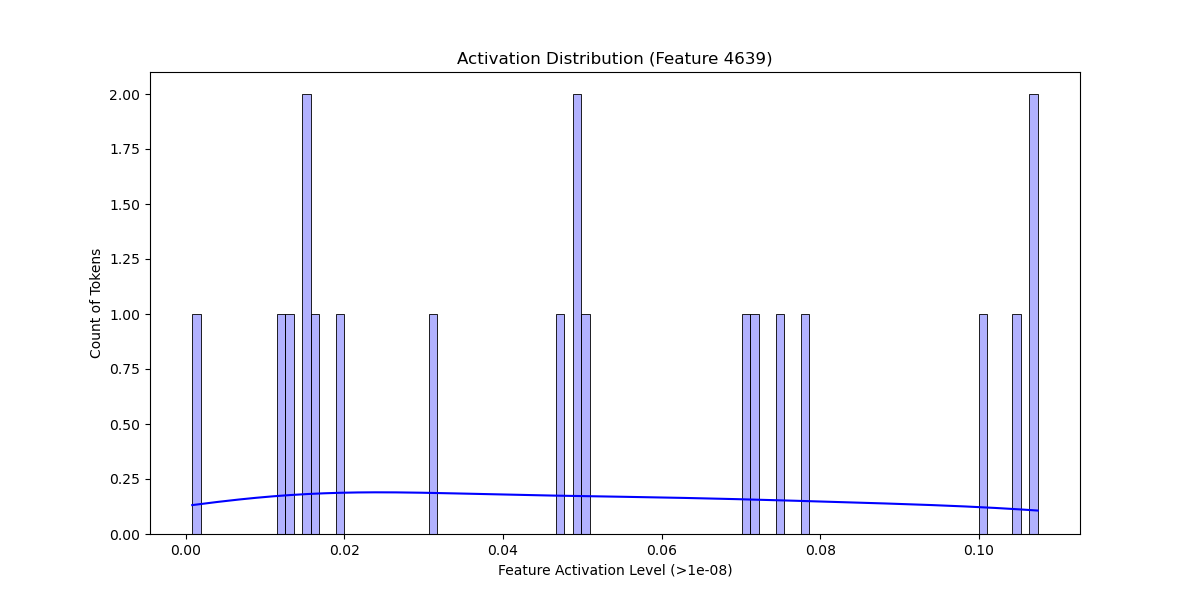 Activation Distribution (Feature 4639)
2.00
1.75
1.50
1.25
1.00
0.75
0.50
0.25
0.00
Count of Tokens
0.00 0.02 0.04 0.06 0.08 0.10
Feature Activation Level (>1e-08)